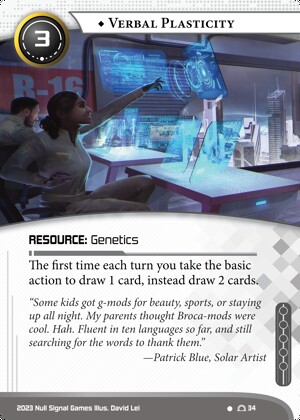 3
◆ VERBAL PLASTICITY
R-16
RESOURCE: Genetics
The first time each turn you take the basic
action to draw 1 card, instead draw 2 cards.
“Some kids got g-mods for beauty, sports, or staying
up all night. My parents thought Broca-mods were
cool. Hah. Fluent in ten languages so far, and still
searching for the words to thank them.”
—Patrick Blue, Solar Artist
2023 Null Signal Games Illus. David Lei
34